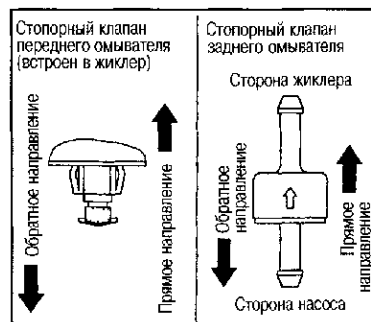 Стопорный клапан
переднего омывателя
(встроен в жиклер)
Обратное направление
Прямое направление
Стопорный клапан
заднего омывателя
Сторона жиклера
Обратное
направление
Прямое
направление
Сторона насоса